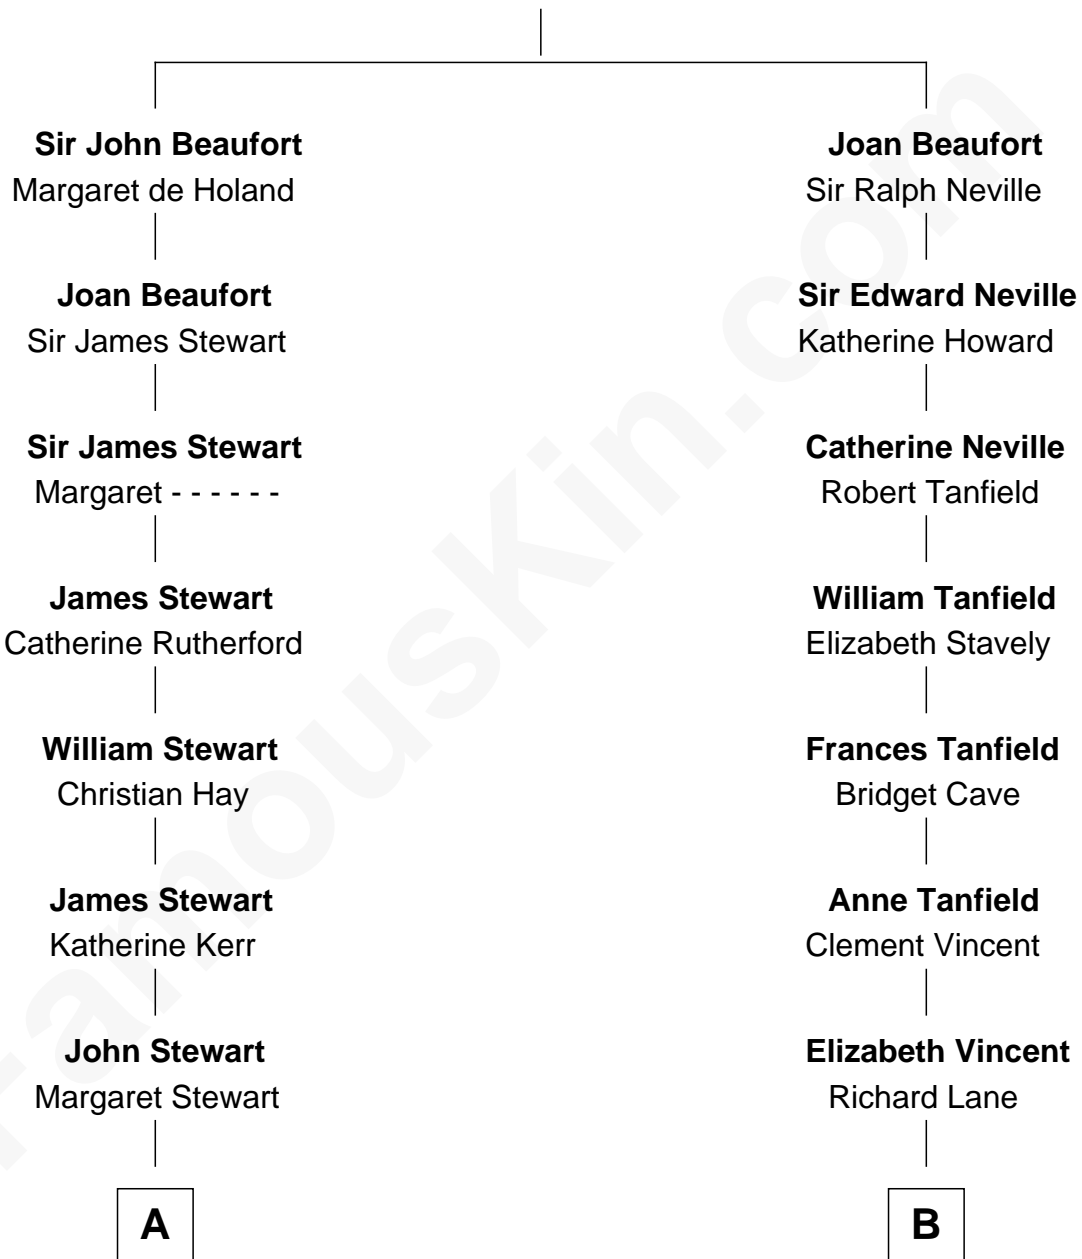 Sir John Beaufort
Margaret de Holand
Joan Beaufort
Sir James Stewart
Sir James Stewart
Margaret - - - - - -
James Stewart
Catherine Rutherford
William Stewart
Christian Hay
James Stewart
Katherine Kerr
John Stewart
Margaret Stewart
A
Joan Beaufort
Sir Ralph Neville
Sir Edward Neville
Katherine Howard
Catherine Neville
Robert Tanfield
William Tanfield
Elizabeth Stavely
Frances Tanfield
Bridget Cave
Anne Tanfield
Clement Vincent
Elizabeth Vincent
Richard Lane
B
FamousKin.com